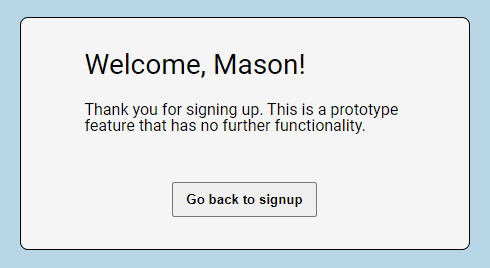 Welcome, Mason!
Thank you for signing up. This is a prototype
feature that has no further functionality.
Go back to signup